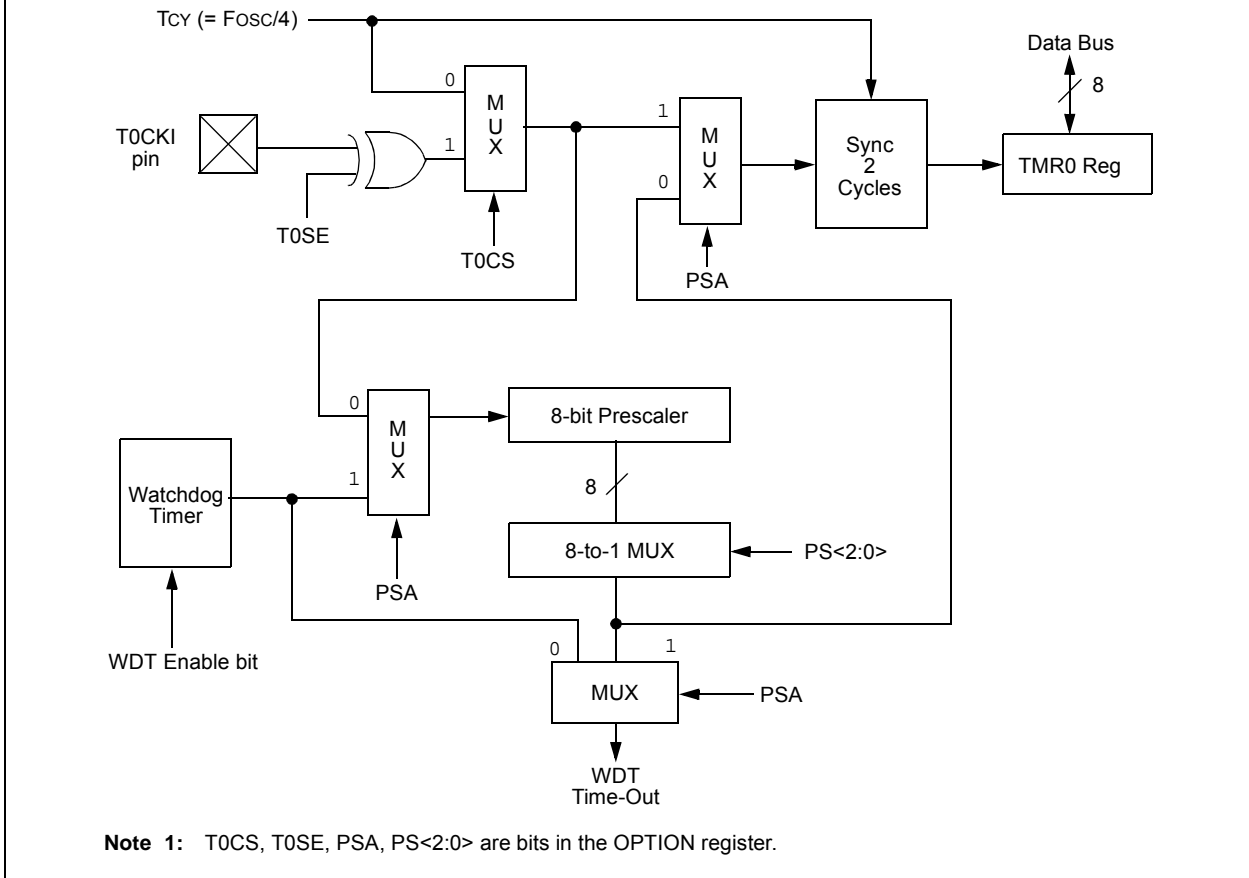 TCY (= FOSC/4)
Data Bus
8
0
MUX
1
T0CKI
pin
T0SE
T0CS
1
MUX
0
PSA
Sync
2
Cycles
TMR0 Reg
0
MUX
1
8-bit Prescaler
Watchdog
Timer
8
8-to-1 MUX
PS<2:0>
PSA
WDT Enable bit
0
1
MUX
PSA
WDT
Time-Out
Note 1: T0CS, T0SE, PSA, PS<2:0> are bits in the OPTION register.